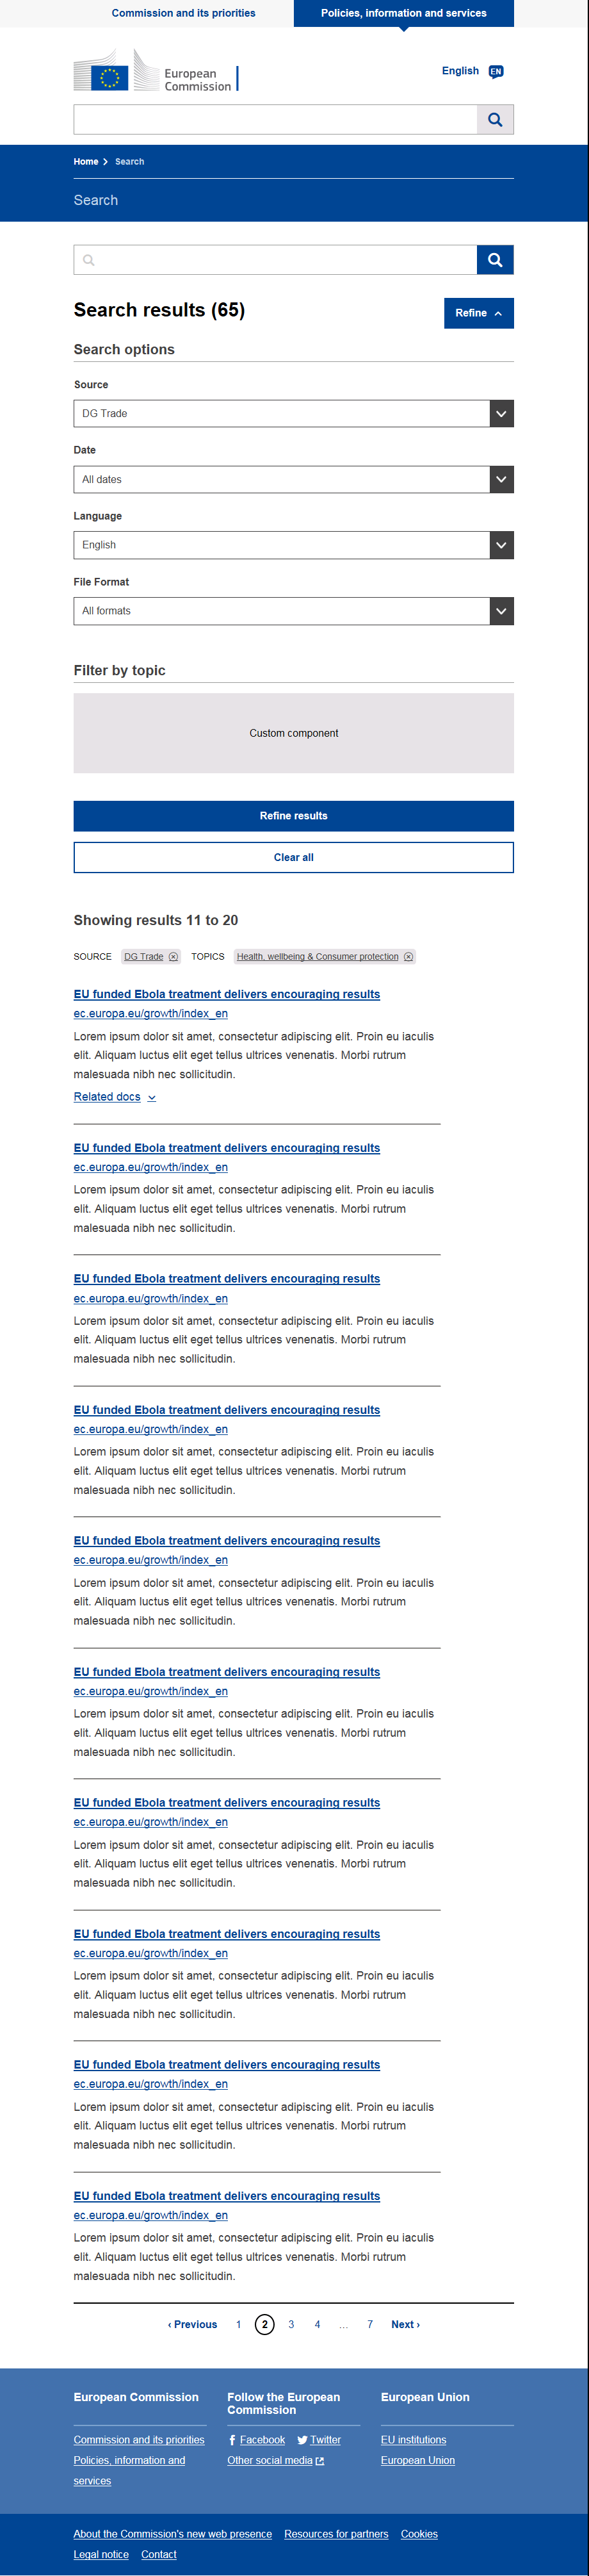 Commission and its priorities
Policies, information and services
European
Commission
English EN
Home
Search
Search
Search results (65)
Refine
Search options
Source
DG Trade
Date
All dates
Language
English
File Format
All formats
Filter by topic
Custom component
Refine results
Clear all
Showing results 11 to 20
SOURCE DG Trade TOPICS Health, wellbeing & Consumer protection
EU funded Ebola treatment delivers encouraging results
ec.europa.eu/growth/index_en
Lorem ipsum dolor sit amet, consectetur adipiscing elit. Proin eu iaculis
elit. Aliquam luctus elit eget tellus ultrices venenatis. Morbi rutrum
malesuada nibh nec sollicitudin.
Related docs
EU funded Ebola treatment delivers encouraging results
ec.europa.eu/growth/index_en
Lorem ipsum dolor sit amet, consectetur adipiscing elit. Proin eu iaculis
elit. Aliquam luctus elit eget tellus ultrices venenatis. Morbi rutrum
malesuada nibh nec sollicitudin.
EU funded Ebola treatment delivers encouraging results
ec.europa.eu/growth/index_en
Lorem ipsum dolor sit amet, consectetur adipiscing elit. Proin eu iaculis
elit. Aliquam luctus elit eget tellus ultrices venenatis. Morbi rutrum
malesuada nibh nec sollicitudin.
EU funded Ebola treatment delivers encouraging results
ec.europa.eu/growth/index_en
Lorem ipsum dolor sit amet, consectetur adipiscing elit. Proin eu iaculis
elit. Aliquam luctus elit eget tellus ultrices venenatis. Morbi rutrum
malesuada nibh nec sollicitudin.
EU funded Ebola treatment delivers encouraging results
ec.europa.eu/growth/index_en
Lorem ipsum dolor sit amet, consectetur adipiscing elit. Proin eu iaculis
elit. Aliquam luctus elit eget tellus ultrices venenatis. Morbi rutrum
malesuada nibh nec sollicitudin.
EU funded Ebola treatment delivers encouraging results
ec.europa.eu/growth/index_en
Lorem ipsum dolor sit amet, consectetur adipiscing elit. Proin eu iaculis
elit. Aliquam luctus elit eget tellus ultrices venenatis. Morbi rutrum
malesuada nibh nec sollicitudin.
EU funded Ebola treatment delivers encouraging results
ec.europa.eu/growth/index_en
Lorem ipsum dolor sit amet, consectetur adipiscing elit. Proin eu iaculis
elit. Aliquam luctus elit eget tellus ultrices venenatis. Morbi rutrum
malesuada nibh nec sollicitudin.
EU funded Ebola treatment delivers encouraging results
ec.europa.eu/growth/index_en
Lorem ipsum dolor sit amet, consectetur adipiscing elit. Proin eu iaculis
elit. Aliquam luctus elit eget tellus ultrices venenatis. Morbi rutrum
malesuada nibh nec sollicitudin.
EU funded Ebola treatment delivers encouraging results
ec.europa.eu/growth/index_en
Lorem ipsum dolor sit amet, consectetur adipiscing elit. Proin eu iaculis
elit. Aliquam luctus elit eget tellus ultrices venenatis. Morbi rutrum
malesuada nibh nec sollicitudin.
EU funded Ebola treatment delivers encouraging results
ec.europa.eu/growth/index_en
Lorem ipsum dolor sit amet, consectetur adipiscing elit. Proin eu iaculis
elit. Aliquam luctus elit eget tellus ultrices venenatis. Morbi rutrum
malesuada nibh nec sollicitudin.
‹ Previous 1 2 3 4 ... 7 Next ›
European Commission
Commission and its priorities
Policies, information and
services
Follow the European
Commission
Facebook Twitter
Other social media
European Union
EU institutions
European Union
About the Commission's new web presence Resources for partners Cookies
Legal notice Contact